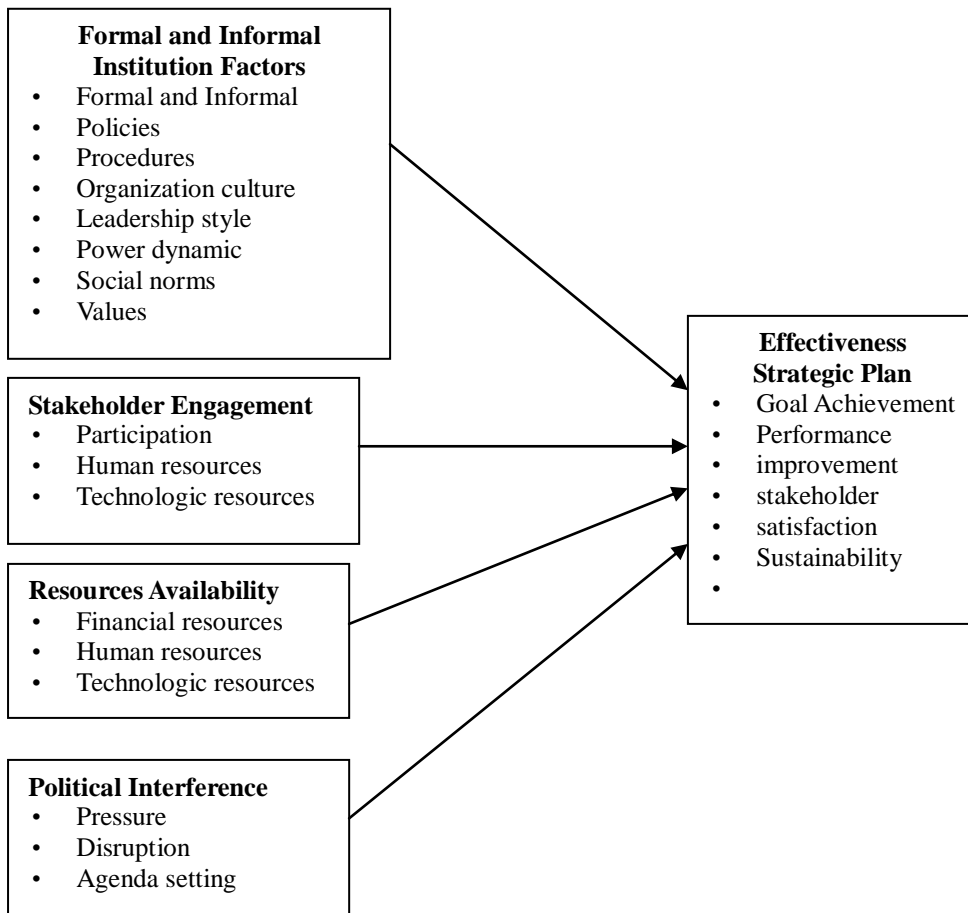 Formal and Informal
Institution Factors
• Formal and Informal
• Policies
• Procedures
• Organization culture
• Leadership style
• Power dynamic
• Social norms
• Values
Stakeholder Engagement
• Participation
• Human resources
• Technologic resources
Resources Availability
• Financial resources
• Human resources
• Technologic resources
Political Interference
• Pressure
• Disruption
• Agenda setting
Effectiveness
Strategic Plan
• Goal Achievement
• Performance
• improvement
• stakeholder
• satisfaction
• Sustainability
•